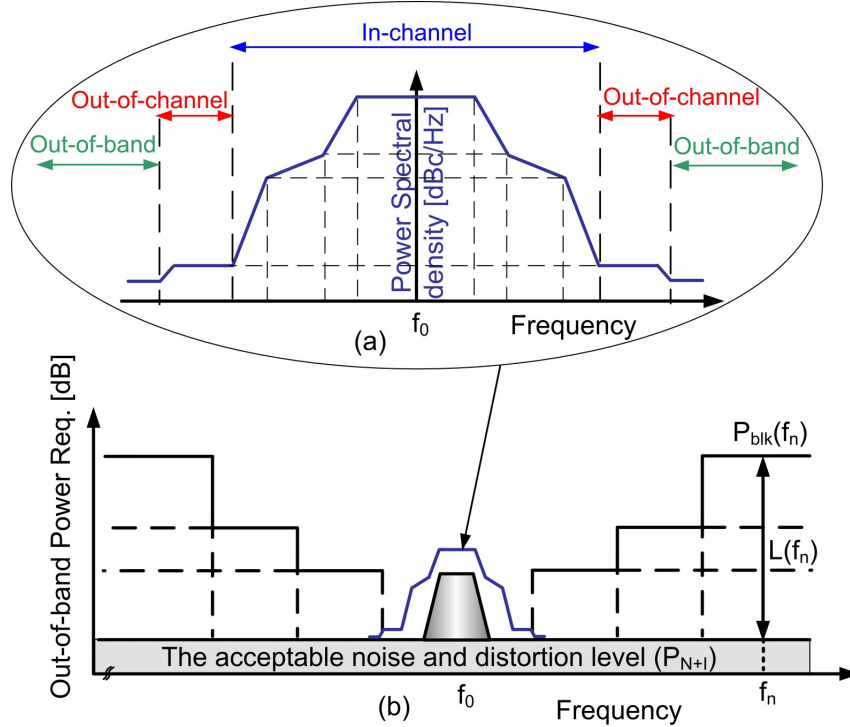 In-channel
Out-of-channel
Out-of-channel
Out-of-band
Out-of-band
Power Spectral
density [dBc/Hz]
f0
Frequency
(a)
Out-of-band Power Req. [dB]
Pblk(fn)
L(fn)
The acceptable noise and distortion level (PN+I)
f0
fn
(b)
Frequency